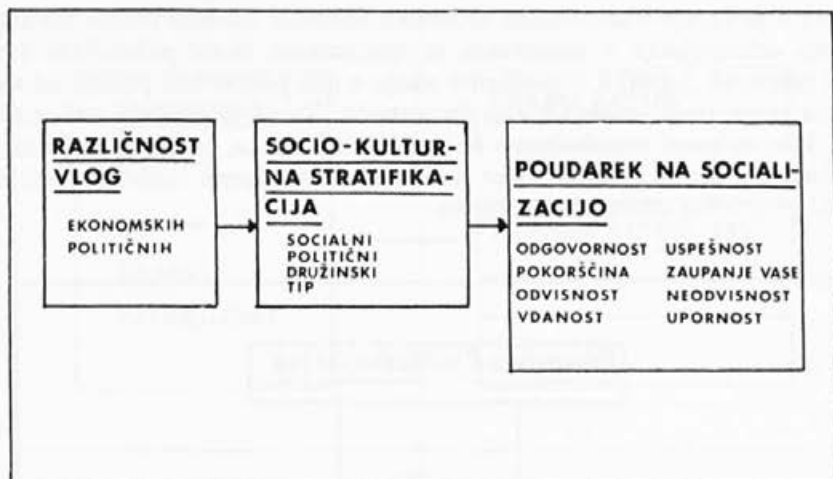 RAZLIČNOST
VLOG
EKONOMSKIH
POLITIČNIH
SOCIO-KULTUR-
NA STRATIFIKA-
CIJA
SOCIALNI
POLITIČNI
DRUŽINSKI
TIP
POUDAREK NA SOCIALI-
ZACIJO
ODGOVORNOST USPEŠNOST
POKORŠČINA ZAUPANJE VASE
ODVISNOST NEODVISNOST
VDANOST UPORNOST